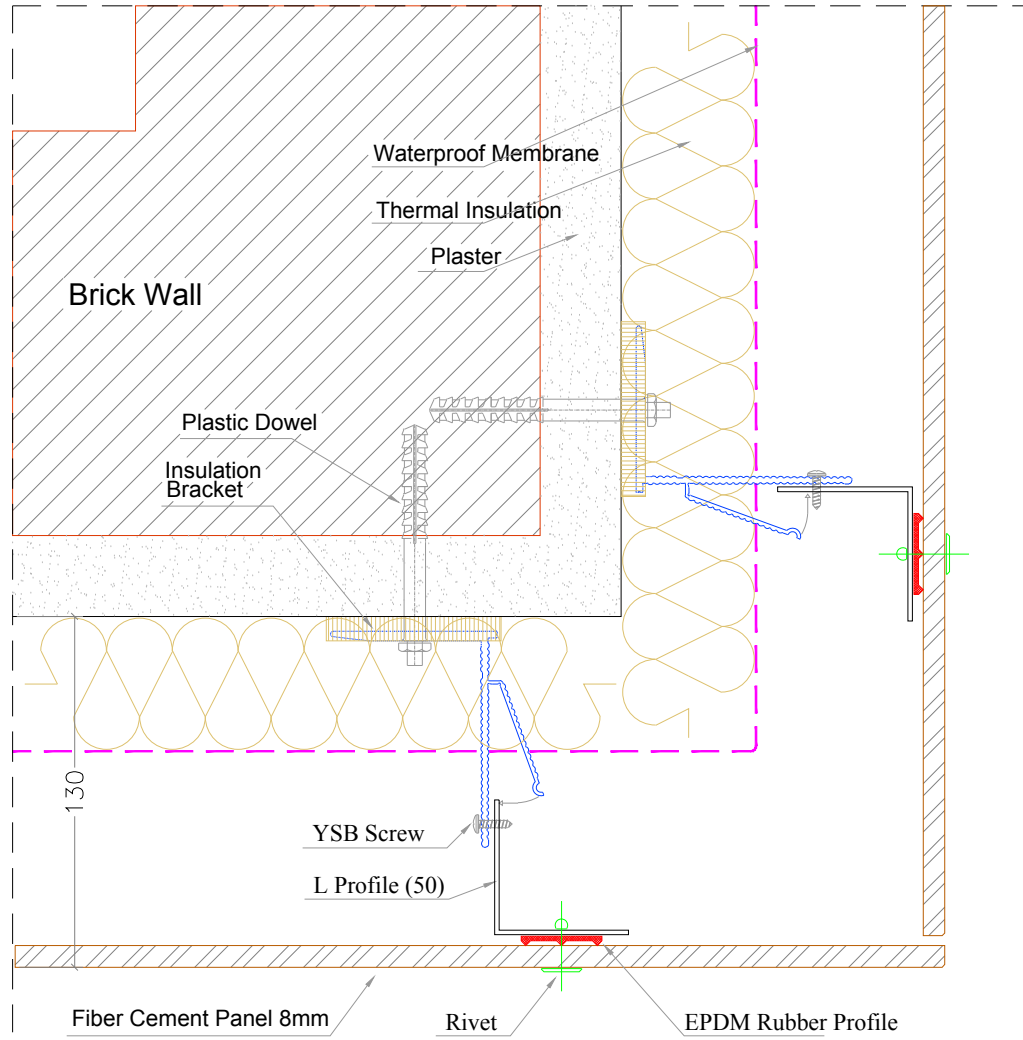 Waterproof Membrane
Thermal Insulation
Plaster
Brick Wall
Plastic Dowel
Insulation
Bracket
130
YSB Screw
L Profile (50)
Fiber Cement Panel 8mm
Rivet
EPDM Rubber Profile